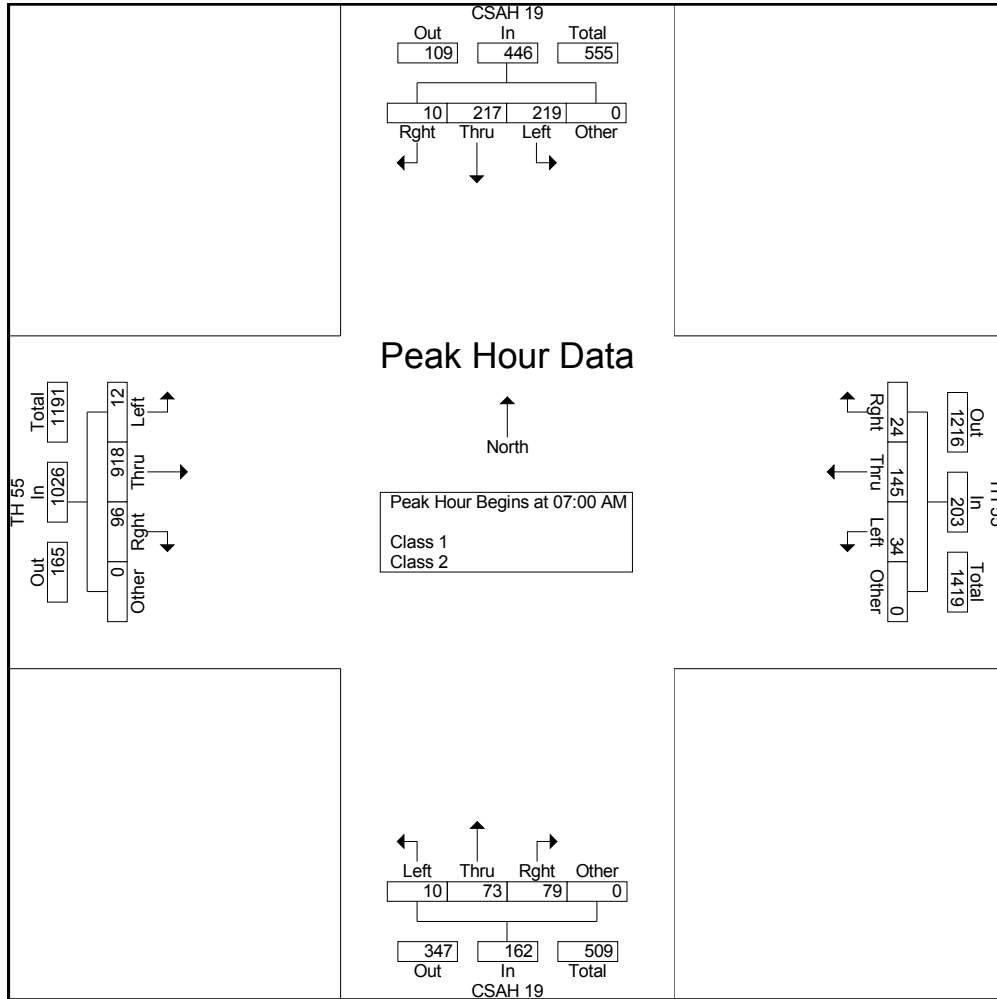 CSAH 19
Out In Total
109 446 555
10 217 219 0
Rght Thru Left Other
Peak Hour Data
North
Peak Hour Begins at 07:00 AM
Class 1
Class 2
TH 55
Total In Out
1191 1026 165
12 918 96 0
Left Thru Rght Other
Rght Thru Left Other
24 145 34 0
Out In Total
1216 203 1419
TH 55
Left Thru Rght Other
10 73 79 0
347 162 509
Out In Total
CSAH 19